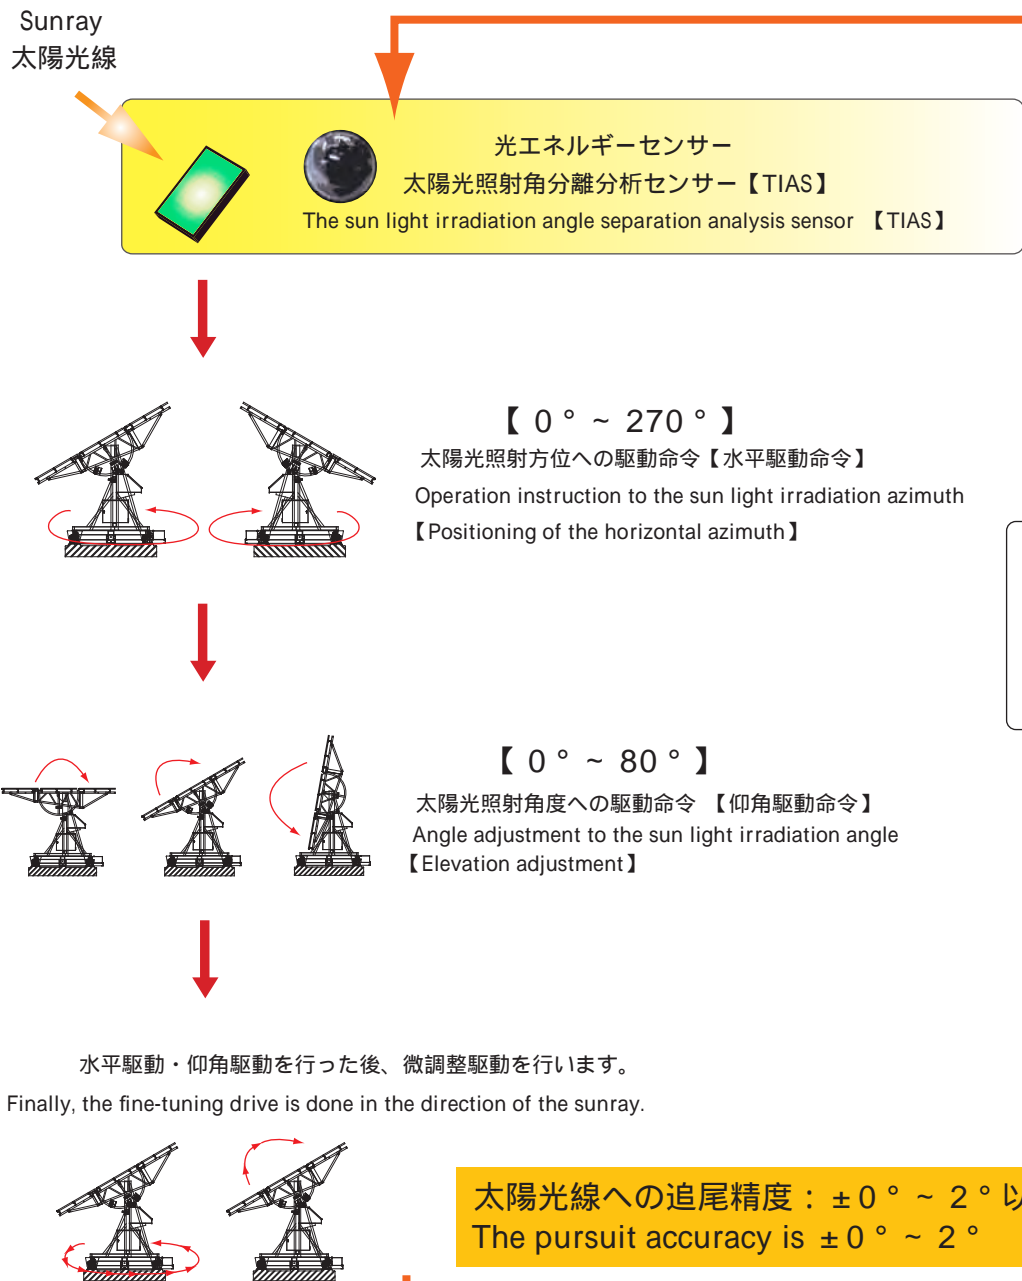 Sunray
太陽光線
光エネルギーセンサー
太陽光照射角分離分析センサー【TIAS】
The sun light irradiation angle separation analysis sensor 【TIAS】
【 0 ° ~ 270 ° 】
太陽光照射方位への駆動命令【水平駆動命令】
Operation instruction to the sun light irradiation azimuth
【Positioning of the horizontal azimuth】
【 0 ° ~ 80 ° 】
太陽光照射角度への駆動命令 【仰角駆動命令】
Angle adjustment to the sun light irradiation angle
【Elevation adjustment】
水平駆動・仰角駆動を行った後、微調整駆動を行います。
Finally, the fine-tuning drive is done in the direction of the sunray.
太陽光線への追尾精度：±0 ° ~ 2 °
The pursuit accuracy is ±0 ° ~ 2 °